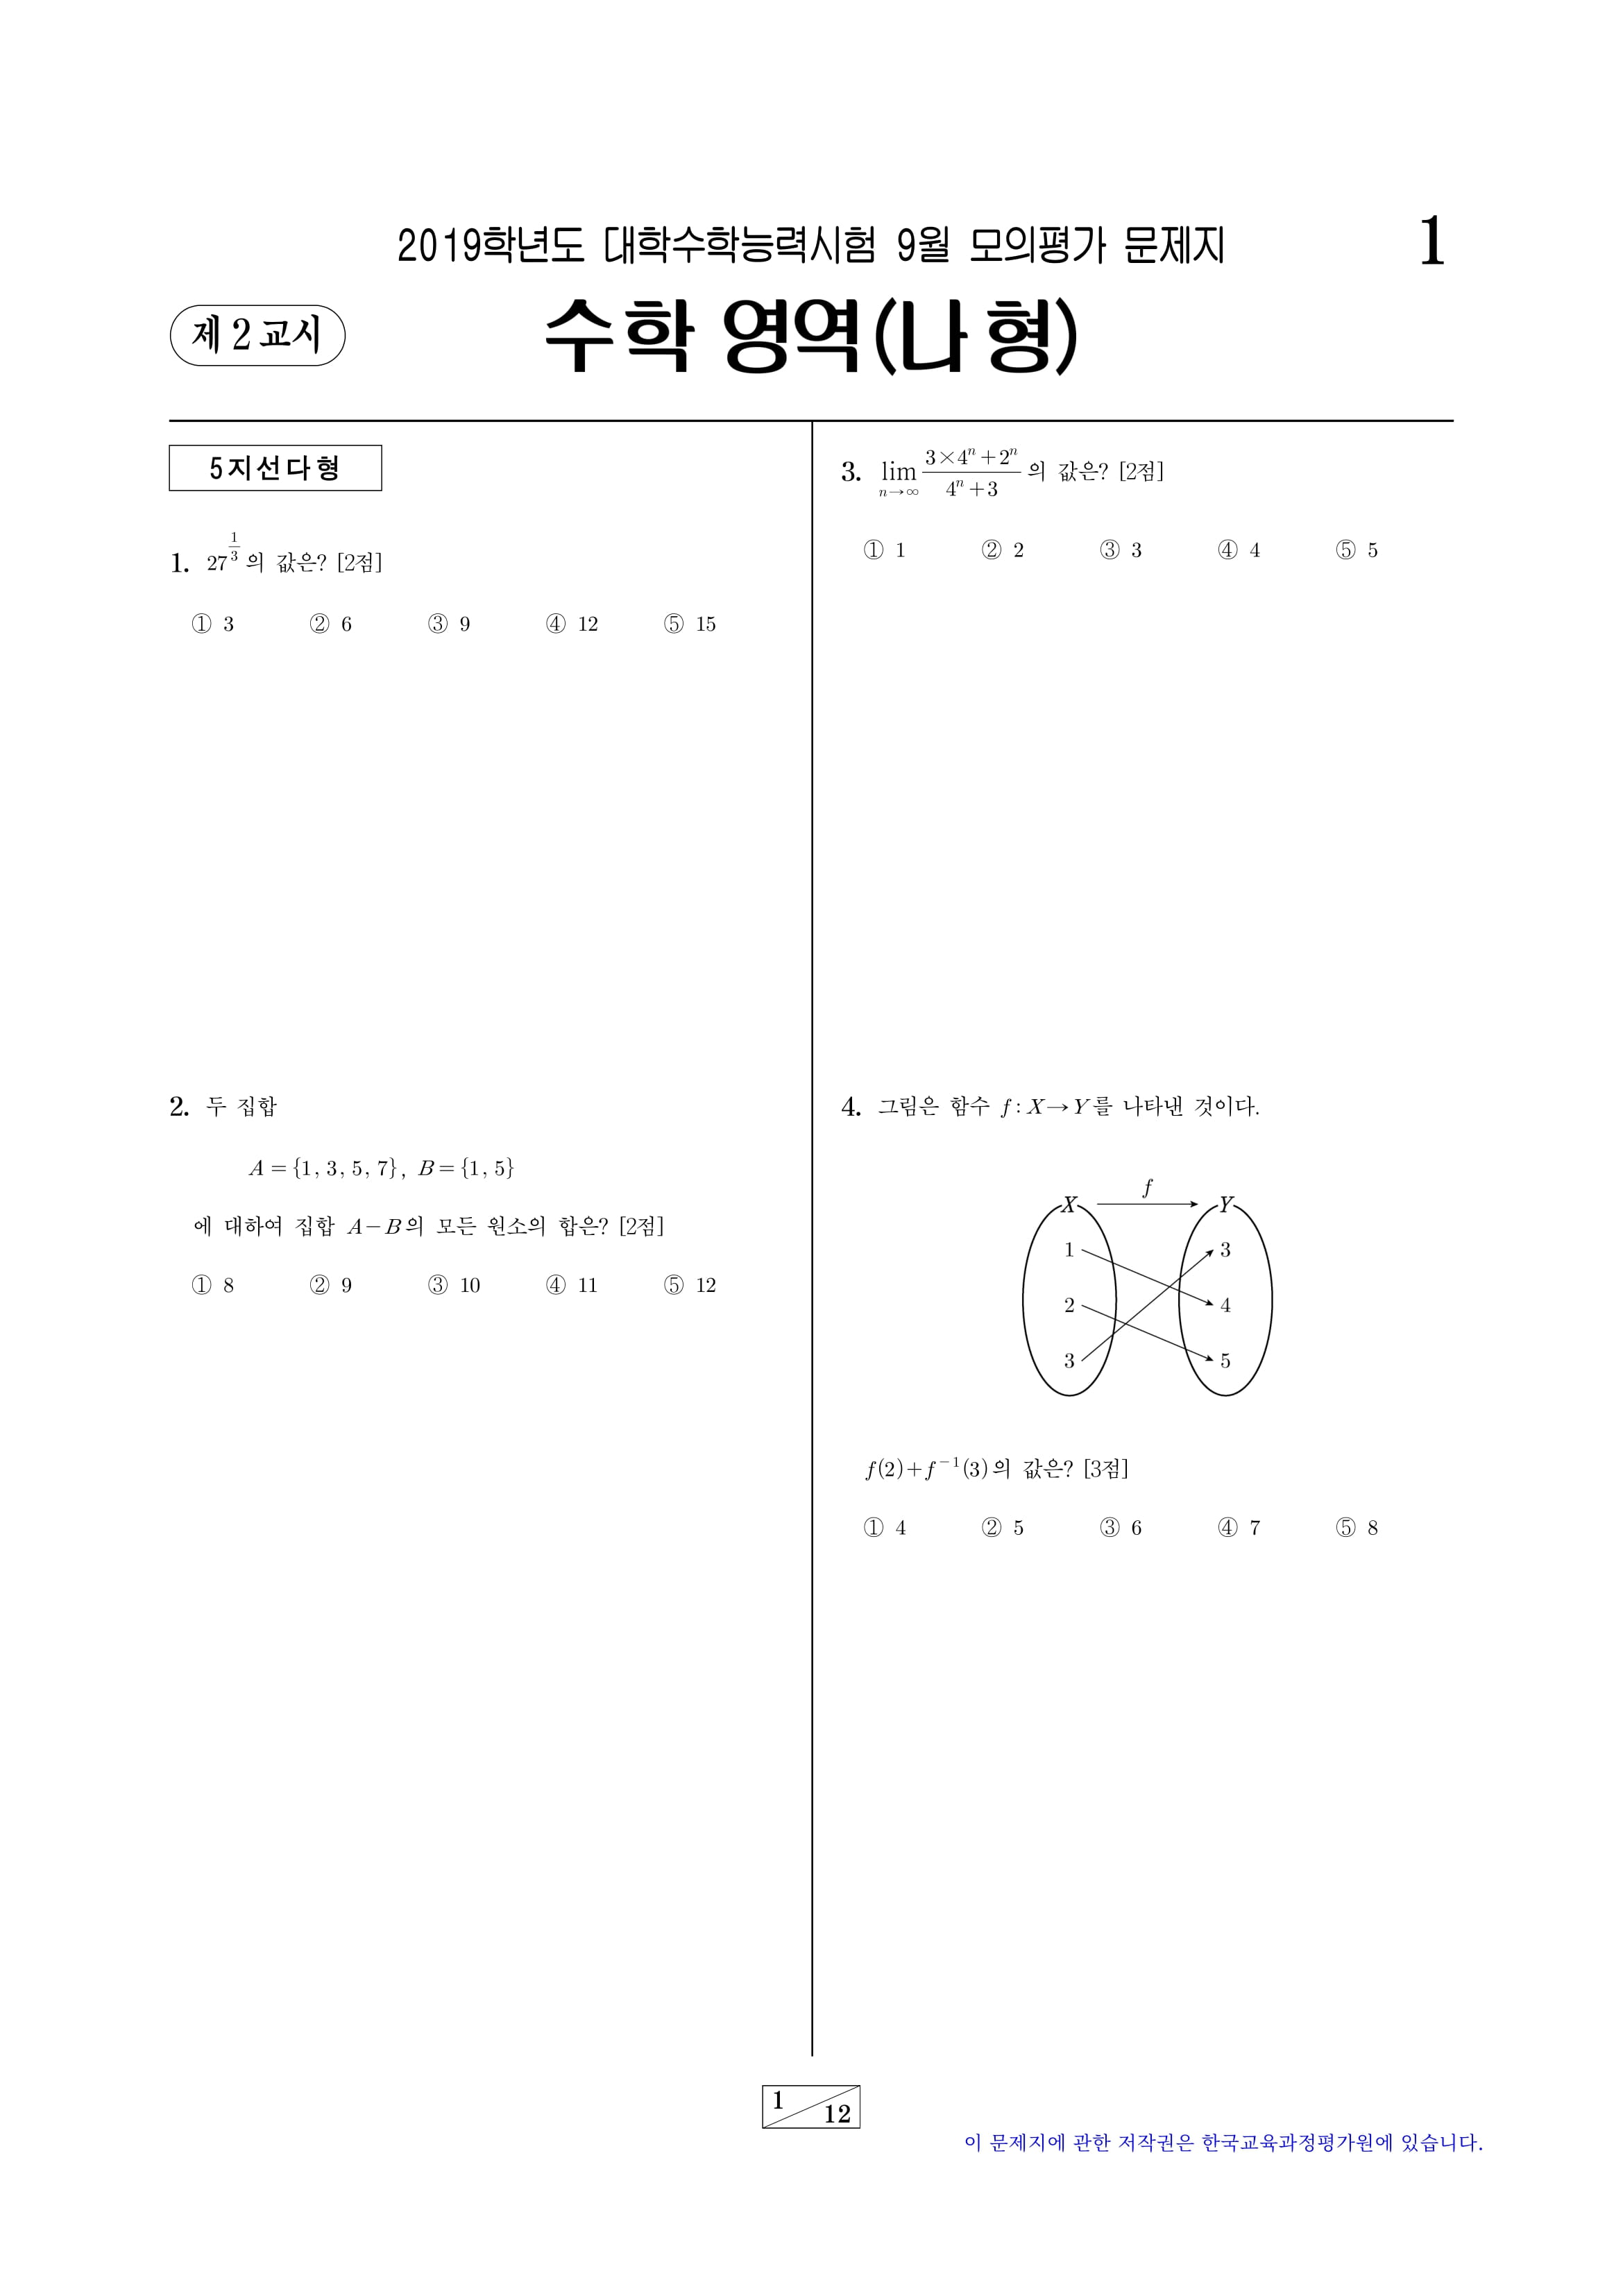 2019학년도 대학수학능력시험 9월 모의평가 문제지
1
제 2 교시
수학 영역(나형)
5지선다형
1. 27^{\frac{1}{3}} 의 값은? [2점]
① 3 ② 6 ③ 9 ④ 12 ⑤ 15
2. 두 집합
A = {1, 3, 5, 7}, B = {1, 5}
에 대하여 집합 A−B의 모든 원소의 합은? [2점]
① 8 ② 9 ③ 10 ④ 11 ⑤ 12
3. \lim_{n→∞} \frac{3×4^n+2^n}{4^n+3} 의 값은? [2점]
① 1 ② 2 ③ 3 ④ 4 ⑤ 5
4. 그림은 함수 f : X→Y를 나타낸 것이다.
f
X Y
1 3
2 4
3 5
f(2)+f^{−1}(3)의 값은? [3점]
① 4 ② 5 ③ 6 ④ 7 ⑤ 8
1
12
이 문제지에 관한 저작권은 한국교육과정평가원에 있습니다.